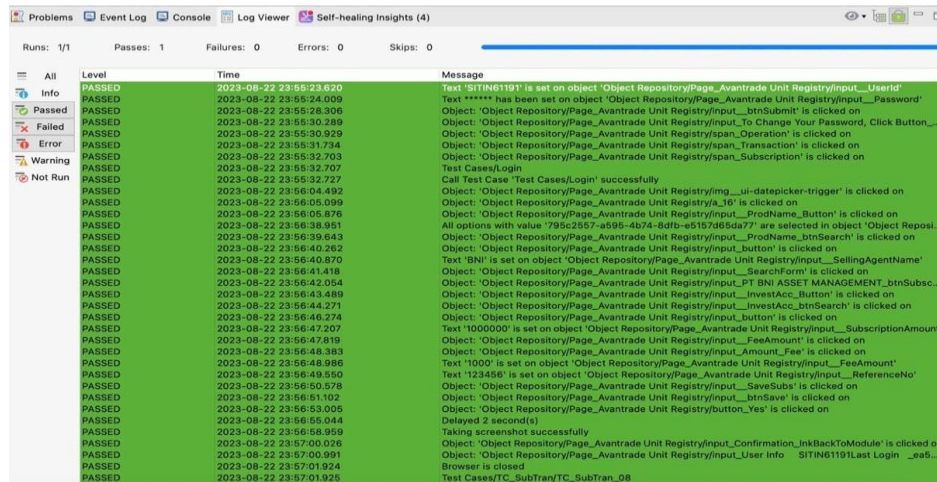 Problems Event Log Console Log Viewer Self-healing Insights (4)
Runs: 1/1 Passes: 1 Failures: 0 Errors: 0 Skips: 0
All
Info
Passed
Failed
Error
Warning
Not Run
Level Time Message
PASSED 2023-08-22 23:55:23.620 Text 'SITIN61191' is set on object 'Object Repository/Page_Avantrade Unit Registry/input__UserId'
PASSED 2023-08-22 23:55:24.009 Text ****** has been set on object 'Object Repository/Page_Avantrade Unit Registry/input__Password'
PASSED 2023-08-22 23:55:28.306 Object: 'Object Repository/Page_Avantrade Unit Registry/input__btnSubmit' is clicked on
PASSED 2023-08-22 23:55:30.289 Object: 'Object Repository/Page_Avantrade Unit Registry/input_To Change Your Password, Click Button_...
PASSED 2023-08-22 23:55:30.929 Object: 'Object Repository/Page_Avantrade Unit Registry/span_Operation' is clicked on
PASSED 2023-08-22 23:55:31.734 Object: 'Object Repository/Page_Avantrade Unit Registry/span_Transaction' is clicked on
PASSED 2023-08-22 23:55:32.703 Object: 'Object Repository/Page_Avantrade Unit Registry/span_Subscription' is clicked on
PASSED 2023-08-22 23:55:32.707 Test Cases/Login
PASSED 2023-08-22 23:55:32.727 Call Test Case 'Test Cases/Login' successfully
PASSED 2023-08-22 23:56:04.492 Object: 'Object Repository/Page_Avantrade Unit Registry/img__ui-datepicker-trigger' is clicked on
PASSED 2023-08-22 23:56:05.099 Object: 'Object Repository/Page_Avantrade Unit Registry/a_16' is clicked on
PASSED 2023-08-22 23:56:05.876 Object: 'Object Repository/Page_Avantrade Unit Registry/input__ProdName_Button' is clicked on
PASSED 2023-08-22 23:56:38.951 All options with value '795c2557-a595-4b74-8dfb-e5157d65da77' are selected in object 'Object Reposi...
PASSED 2023-08-22 23:56:39.643 Object: 'Object Repository/Page_Avantrade Unit Registry/input__ProdName_btnSearch' is clicked on
PASSED 2023-08-22 23:56:40.262 Object: 'Object Repository/Page_Avantrade Unit Registry/input_button' is clicked on
PASSED 2023-08-22 23:56:40.870 Text 'BNI' is set on object 'Object Repository/Page_Avantrade Unit Registry/input__SellingAgentName'
PASSED 2023-08-22 23:56:41.418 Object: 'Object Repository/Page_Avantrade Unit Registry/input__SearchForm' is clicked on
PASSED 2023-08-22 23:56:42.054 Object: 'Object Repository/Page_Avantrade Unit Registry/input_PT BNI ASSET MANAGEMENT_btnSubsc...
PASSED 2023-08-22 23:56:43.489 Object: 'Object Repository/Page_Avantrade Unit Registry/input__InvestAcc_Button' is clicked on
PASSED 2023-08-22 23:56:44.271 Object: 'Object Repository/Page_Avantrade Unit Registry/input__InvestAcc_btnSearch' is clicked on
PASSED 2023-08-22 23:56:46.274 Object: 'Object Repository/Page_Avantrade Unit Registry/input_button' is clicked on
PASSED 2023-08-22 23:56:47.207 Text '1000000' is set on object 'Object Repository/Page_Avantrade Unit Registry/input__SubscriptionAmount
PASSED 2023-08-22 23:56:47.819 Object: 'Object Repository/Page_Avantrade Unit Registry/input__FeeAmount' is clicked on
PASSED 2023-08-22 23:56:48.383 Object: 'Object Repository/Page_Avantrade Unit Registry/input_Amount_Fee' is clicked on
PASSED 2023-08-22 23:56:48.986 Text '1000' is set on object 'Object Repository/Page_Avantrade Unit Registry/input__FeeAmount'
PASSED 2023-08-22 23:56:49.550 Text '123456' is set on object 'Object Repository/Page_Avantrade Unit Registry/input__ReferenceNo'
PASSED 2023-08-22 23:56:50.578 Object: 'Object Repository/Page_Avantrade Unit Registry/input__SaveSubs' is clicked on
PASSED 2023-08-22 23:56:51.102 Object: 'Object Repository/Page_Avantrade Unit Registry/input__btnSave' is clicked on
PASSED 2023-08-22 23:56:53.005 Object: 'Object Repository/Page_Avantrade Unit Registry/button_Yes' is clicked on
PASSED 2023-08-22 23:56:55.044 Delayed 2 second(s)
PASSED 2023-08-22 23:56:58.959 Taking screenshot successfully
PASSED 2023-08-22 23:57:00.026 Object: 'Object Repository/Page_Avantrade Unit Registry/input_Confirmation_lnkBackToModule' is clicked o
PASSED 2023-08-22 23:57:00.991 Object: 'Object Repository/Page_Avantrade Unit Registry/input_User Info SITIN61191Last Login _ea5...
PASSED 2023-08-22 23:57:01.924 Browser is closed
PASSED 2023-08-22 23:57:01.925 Test Cases/TC_SubTran/TC_SubTran_08